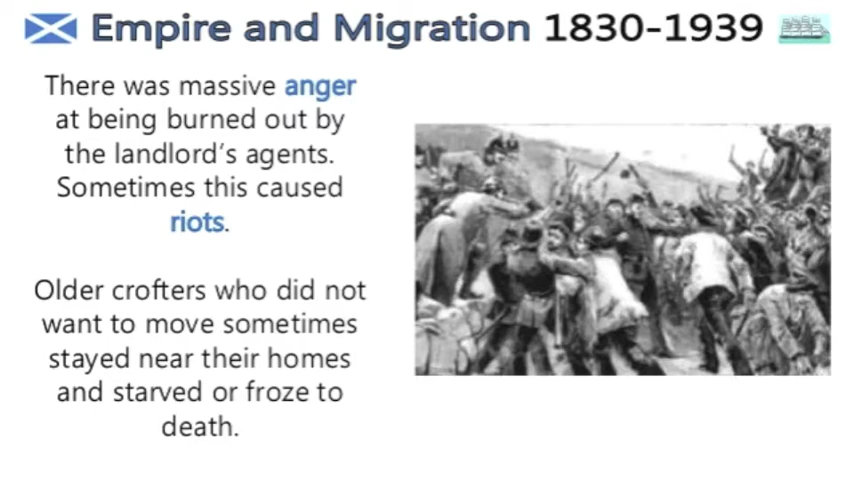 Empire and Migration 1830-1939
There was massive anger
at being burned out by
the landlord's agents.
Sometimes this caused
riots.
Older crofters who did not
want to move sometimes
stayed near their homes
and starved or froze to
death.